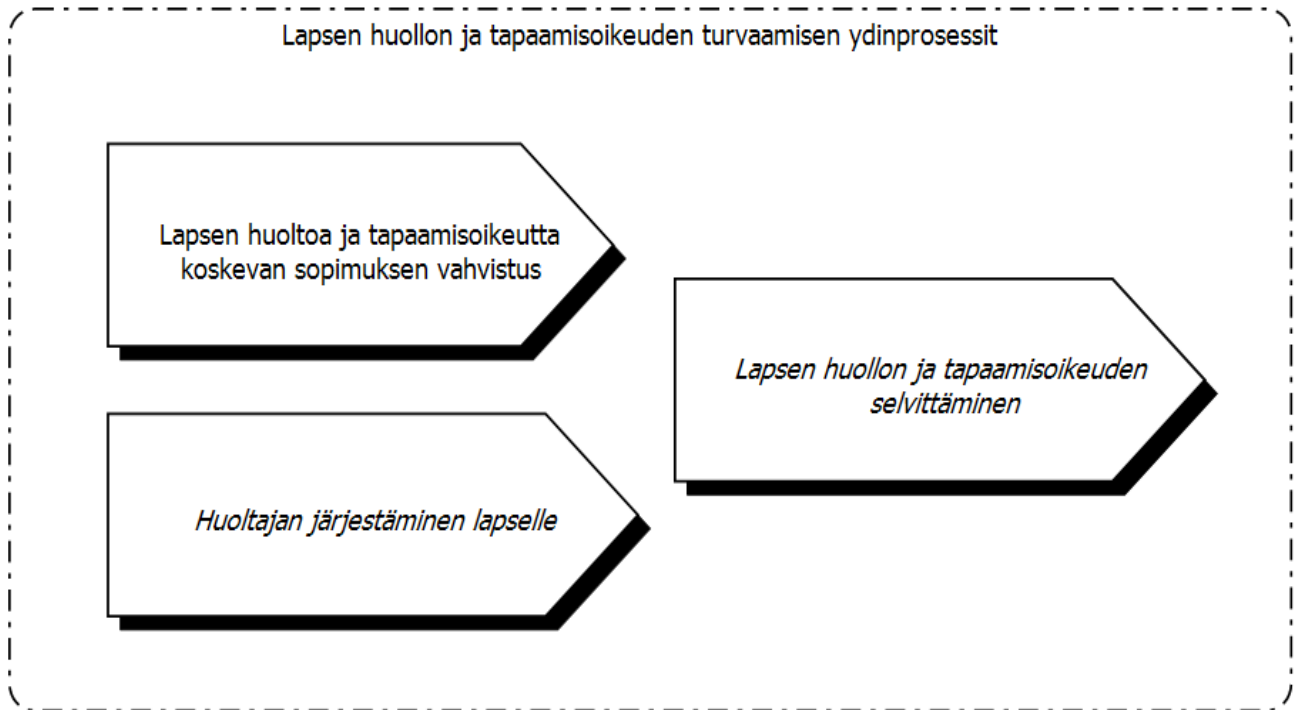 Lapsen huollon ja tapaamisoikeuden turvaamisen ydinprosessit
Lapsen huoltoa ja tapaamisoikeutta
koskevan sopimuksen vahvistus
Lapsen huollon ja tapaamisoikeuden
selvittäminen
Huoltajan järjestäminen lapselle